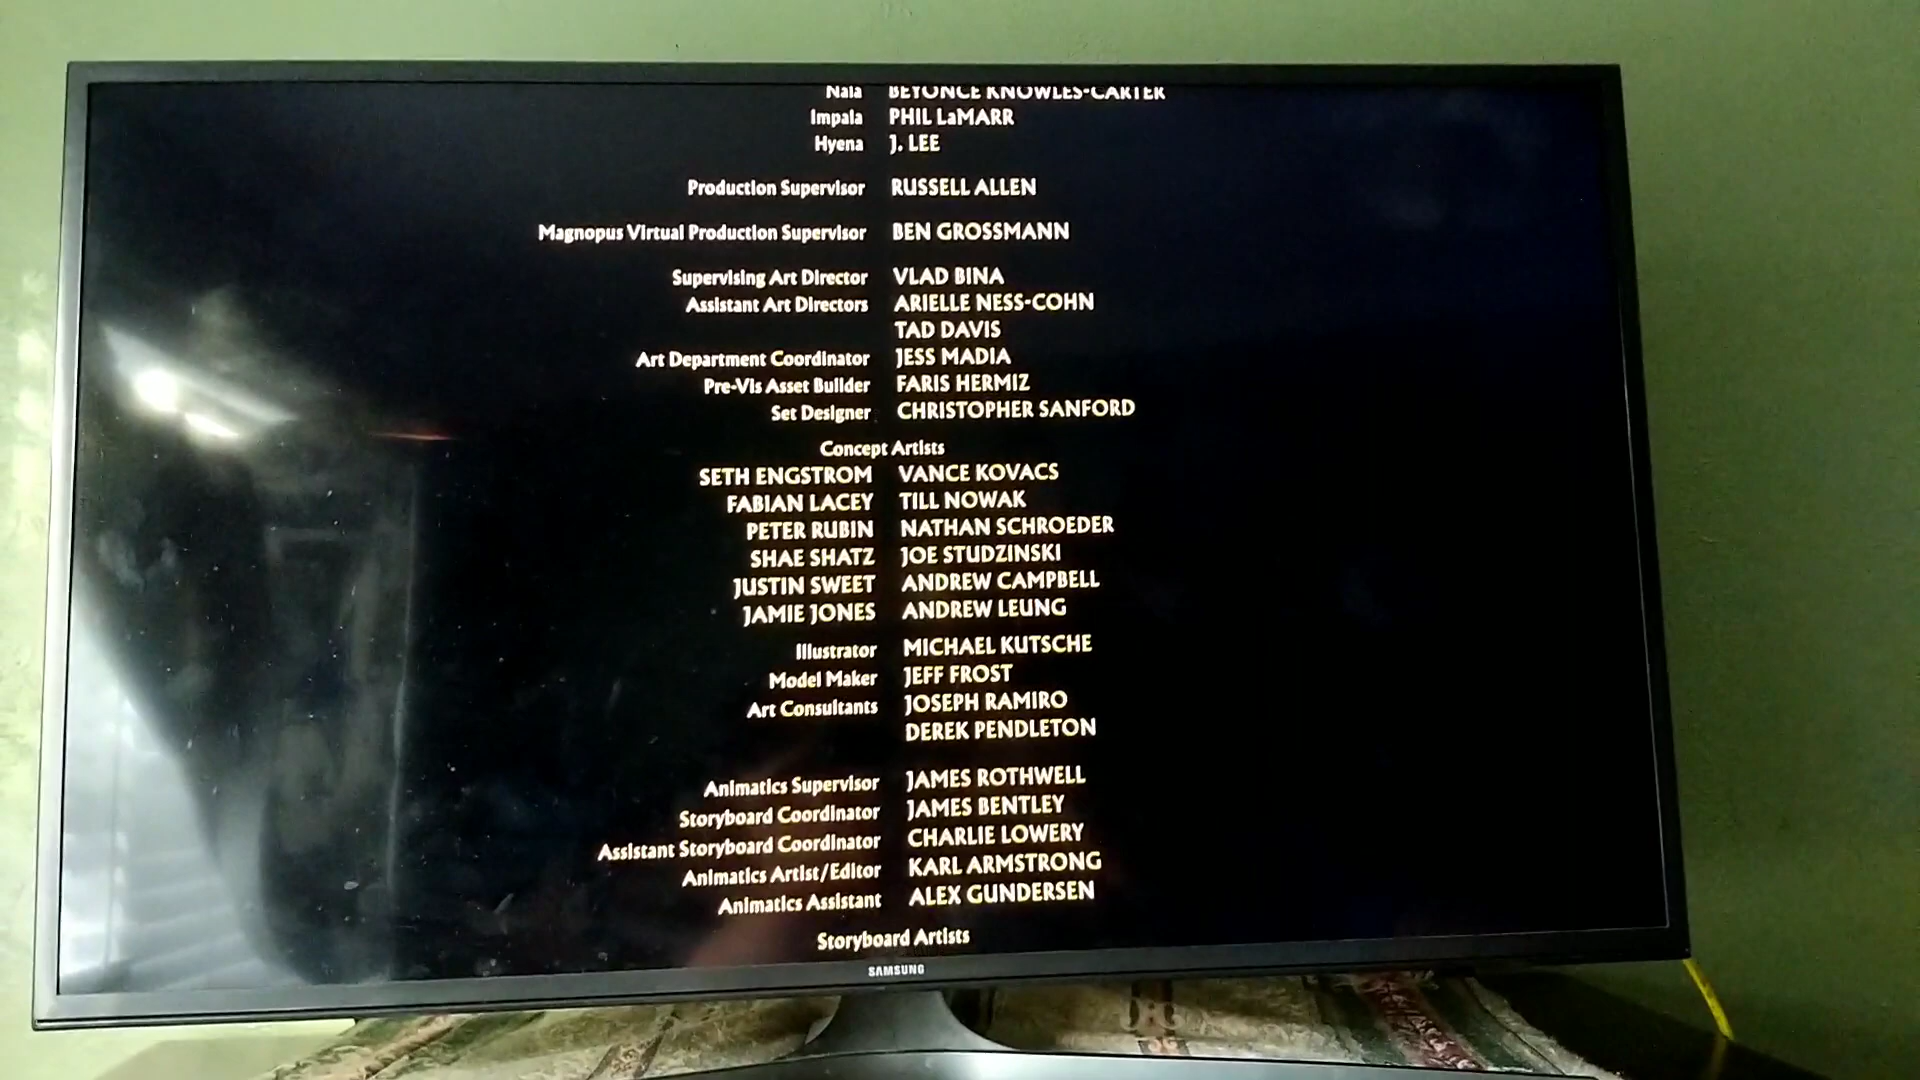 Nala BEYONCÉ KNOWLES-CARTER
Impala PHIL LaMARR
Hyena J. LEE
Production Supervisor RUSSELL ALLEN
Magnopus Virtual Production Supervisor BEN GROSSMANN
Supervising Art Director VLAD BINA
Assistant Art Directors ARIELLE NESS-COHN
TAD DAVIS
Art Department Coordinator JESS MADIA
Pre-Vis Asset Builder FARIS HERMIZ
Set Designer CHRISTOPHER SANFORD
Concept Artists
SETH ENGSTROM VANCE KOVACS
FABIAN LACEY TILL NOWAK
PETER RUBIN NATHAN SCHROEDER
SHAE SHATZ JOE STUDZINSKI
JUSTIN SWEET ANDREW CAMPBELL
JAMIE JONES ANDREW LEUNG
Illustrator MICHAEL KUTSCHE
Model Maker JEFF FROST
Art Consultants JOSEPH RAMIRO
DEREK PENDLETON
Animatics Supervisor JAMES ROTHWELL
Storyboard Coordinator JAMES BENTLEY
Assistant Storyboard Coordinator CHARLIE LOWERY
Animatics Artist/Editor KARL ARMSTRONG
Animatics Assistant ALEX GUNDERSEN
Storyboard Artists
SAMSUNG